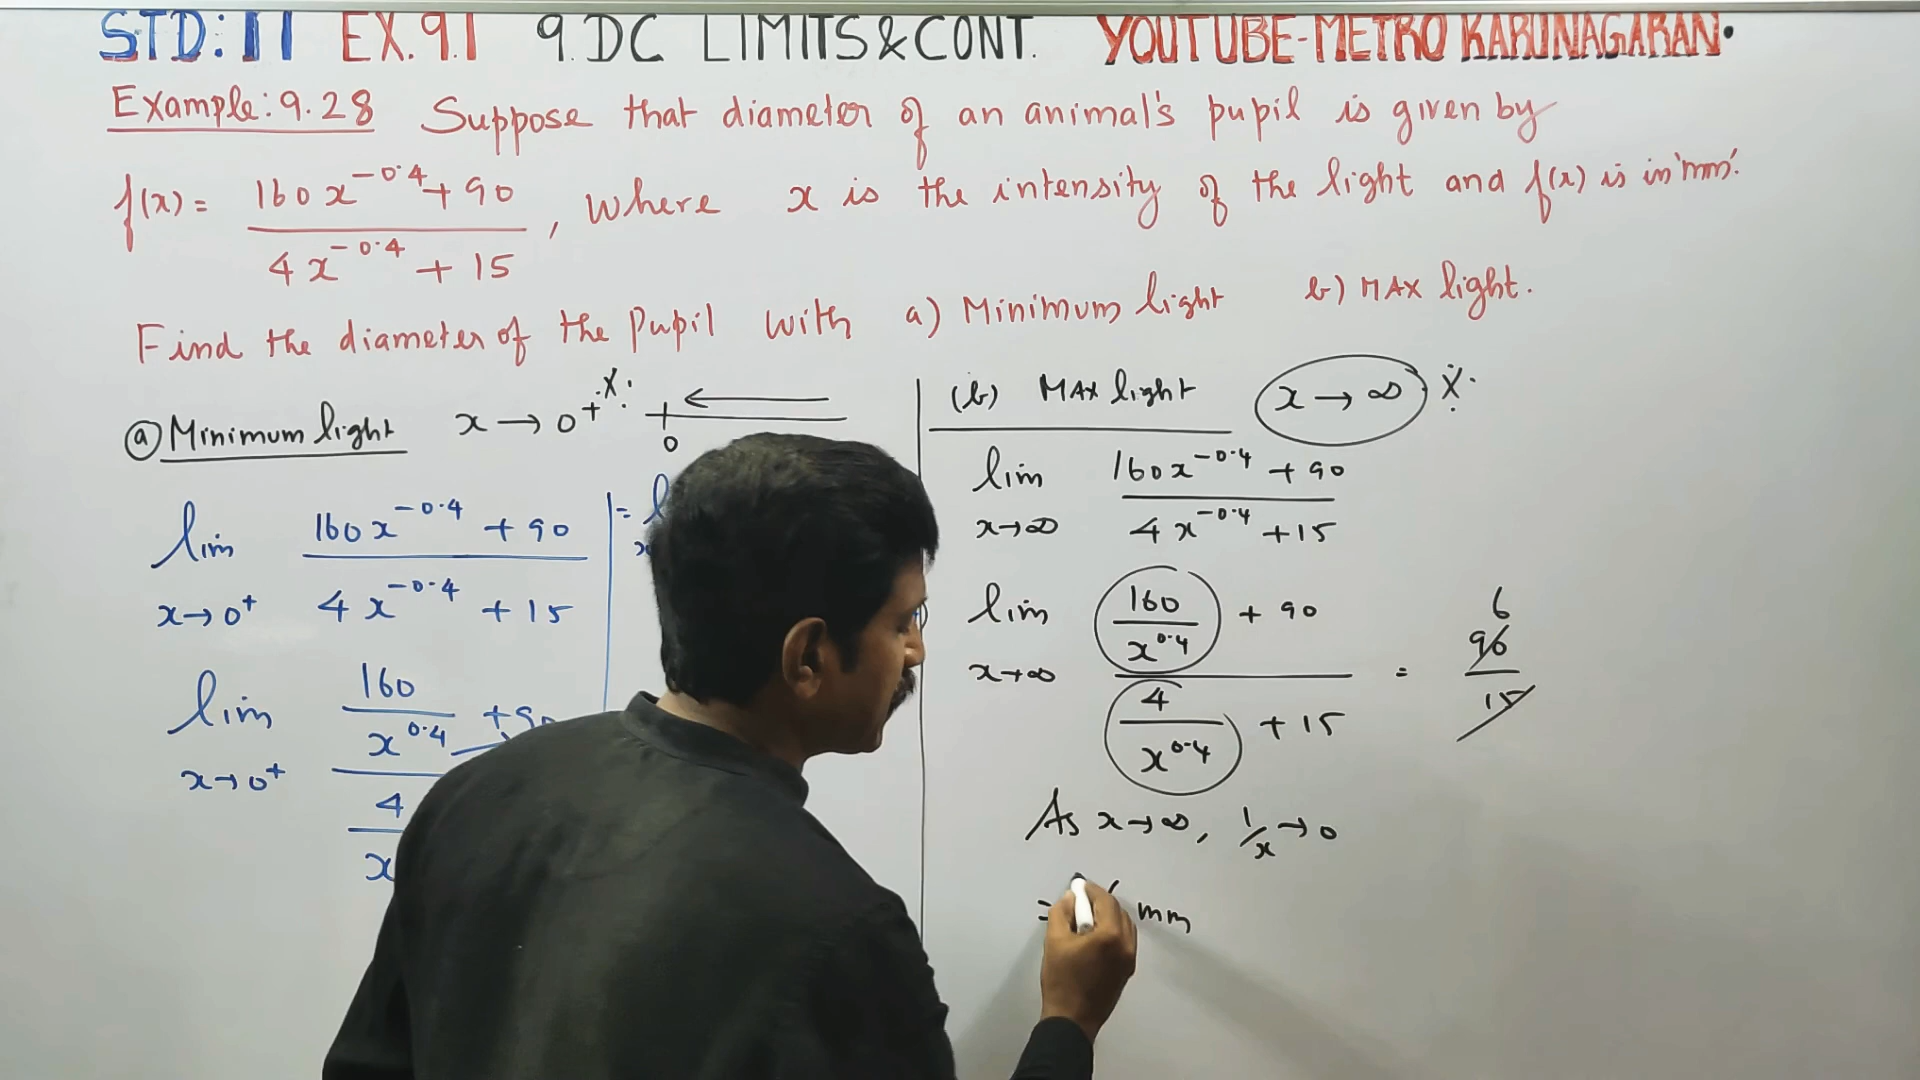 STD: 11 EX. 9.1 9. DC LIMITS & CONT. YOUTUBE-METRO KARUNAGARAN.
Example: 9.28 Suppose that diameter of an animal's pupil is given by
f(x) = (160x^-0.4 + 90) / (4x^-0.4 + 15), where x is the intensity of the light and f(x) is in 'mm'.
Find the diameter of the Pupil with a) Minimum light b) MAX light.
(a) Minimum light x → 0+
0
lim x→0+ (160x^-0.4 + 90) / (4x^-0.4 + 15)
lim x→0+ 160/x^0.4 + 90
4
x
=
(b) MAX light x → ∞
lim x→∞ (160x^-0.4 + 90) / (4x^-0.4 + 15)
lim x→∞ (160/x^0.4 + 90) / (4/x^0.4 + 15) = 90/15 6
As x→∞, 1/x → 0
= mm